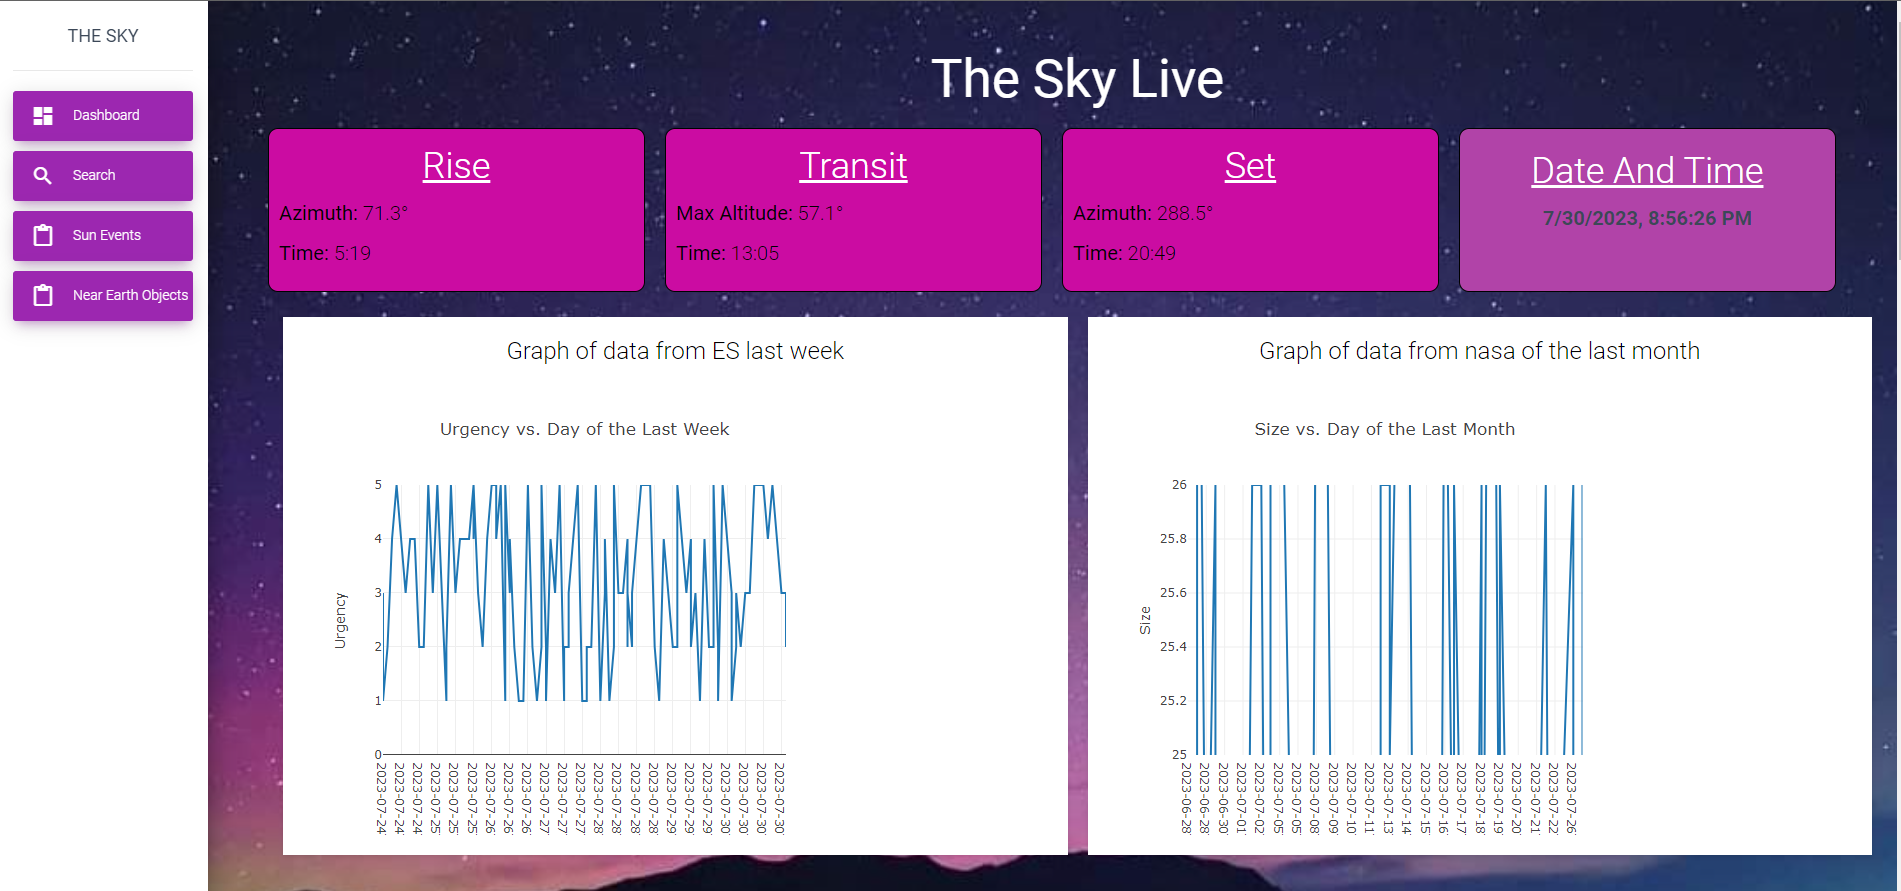 THE SKY
Dashboard
Search
Sun Events
Near Earth Objects
The Sky Live
Rise
Azimuth: 71.3°
Time: 5:19
Transit
Max Altitude: 57.1°
Time: 13:05
Set
Azimuth: 288.5°
Time: 20:49
Date And Time
7/30/2023, 8:56:26 PM
Graph of data from ES last week
Urgency vs. Day of the Last Week
Urgency
5
4
3
2
1
0
2023-07-24
2023-07-24
2023-07-24
2023-07-25
2023-07-25
2023-07-25
2023-07-26
2023-07-26
2023-07-26
2023-07-27
2023-07-27
2023-07-27
2023-07-28
2023-07-28
2023-07-28
2023-07-28
2023-07-29
2023-07-29
2023-07-29
2023-07-30
2023-07-30
2023-07-30
2023-07-30
Graph of data from nasa of the last month
Size vs. Day of the Last Month
Size
26
25.8
25.6
25.4
25.2
25
2023-06-28
2023-06-28
2023-06-30
2023-07-01
2023-07-02
2023-07-05
2023-07-05
2023-07-08
2023-07-09
2023-07-10
2023-07-11
2023-07-13
2023-07-14
2023-07-15
2023-07-16
2023-07-17
2023-07-18
2023-07-19
2023-07-20
2023-07-21
2023-07-22
2023-07-26